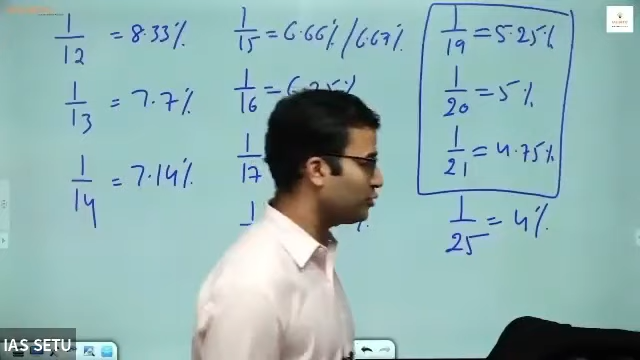 1/12 = 8.33%
1/13 = 7.7%
1/14 = 7.14%
1/15 = 6.66% / 6.67%
1/16 = 6.25%
1/17
1/19 = 5.25%
1/20 = 5%
1/21 = 4.75%
1/25 = 4%
IAS SETU